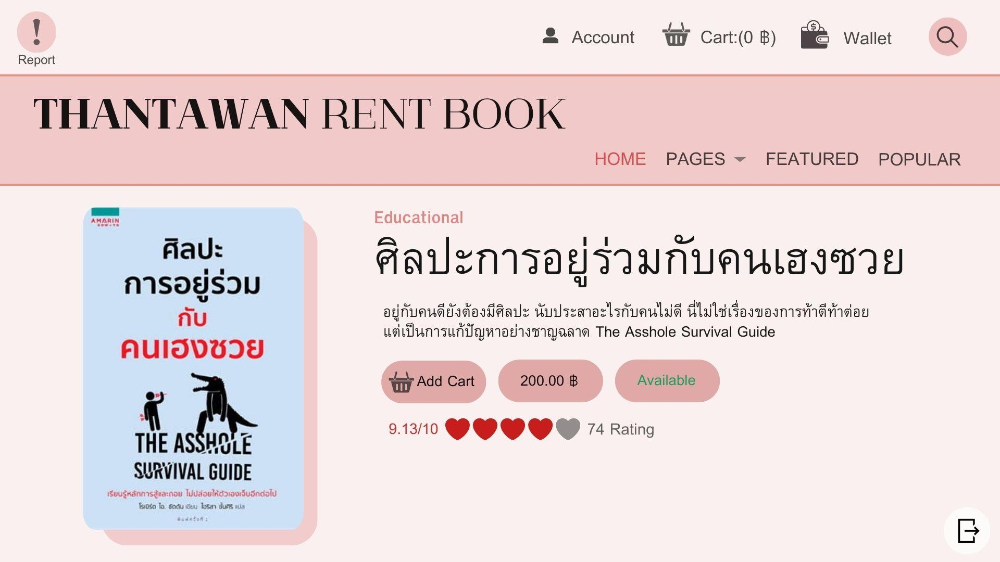 Report
Account
Cart:(0 ฿)
Wallet
THANTAWAN RENT BOOK
HOME
PAGES
FEATURED
POPULAR
AMARIN
HOW•TO
ศิลปะ
การอยู่ร่วม
กับ
คนเฮงซวย
THE ASSHOLE
SURVIVAL GUIDE
เรียนรู้หลักการสู้และถอย ไม่ปล่อยให้ตัวเองเจ็บอีกต่อไป
โรเบิร์ต ไอ. ซัตตัน เขียน ไอริสา ชั้นศิริ แปล
พิมพ์ครั้งที่ 1
Educational
ศิลปะการอยู่ร่วมกับคนเฮงซวย
อยู่กับคนดียังต้องมีศิลปะ นับประสาอะไรกับคนไม่ดี นี่ไม่ใช่เรื่องของการท้าตีท้าต่อย
แต่เป็นการแก้ปัญหาอย่างชาญฉลาด The Asshole Survival Guide
Add Cart
200.00 ฿
Available
9.13/10
74 Rating